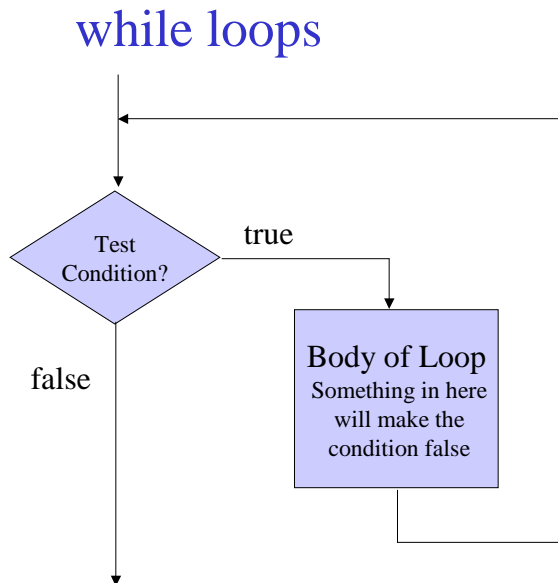 while loops
Test
Condition?
true
false
Body of Loop
Something in here
will make the
condition false